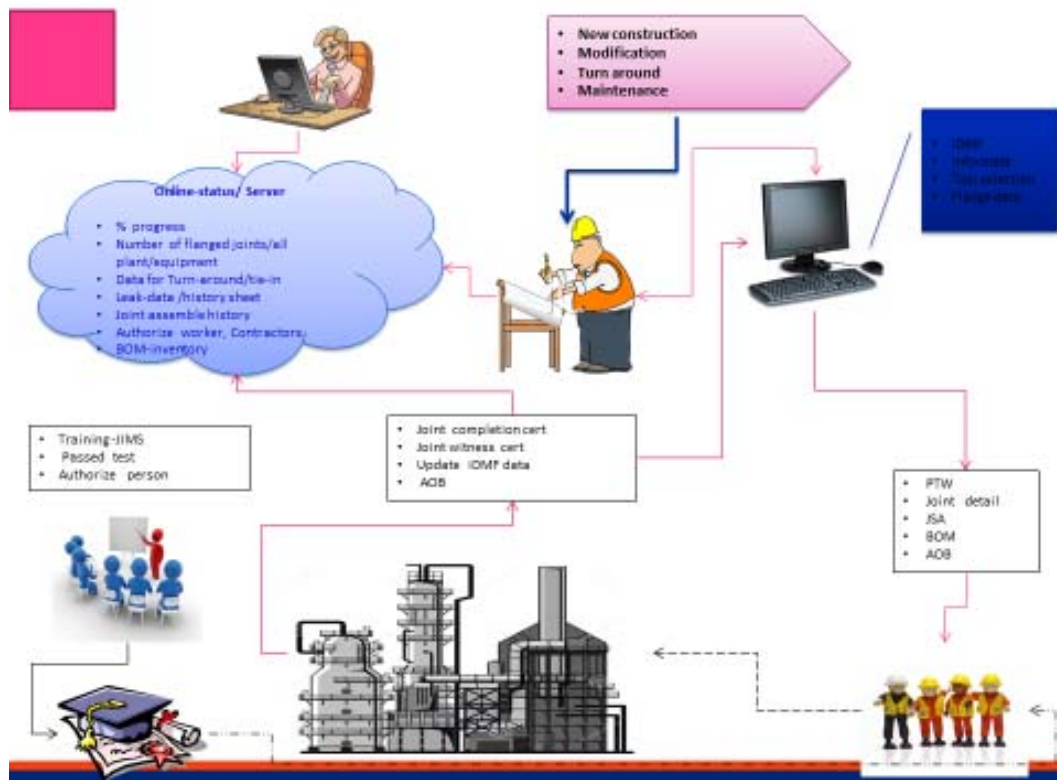 • New construction
• Modification
• Turn around
• Maintenance
Online-status/ Server
• % progress
• Number of flanged joints/all
plant/equipment
• Data for Turn-around/tie-in
• Leak-date /history sheet
• Joint assemble history
• Authorize worker, Contractors
• BOM-inventory
• Training-JIMS
• Passed test
• Authorize person
• Joint completion cert
• Joint witness cert
• Update IDMF data
• AOB
• PTW
• Joint detail
• JSA
• BOM
• AOB